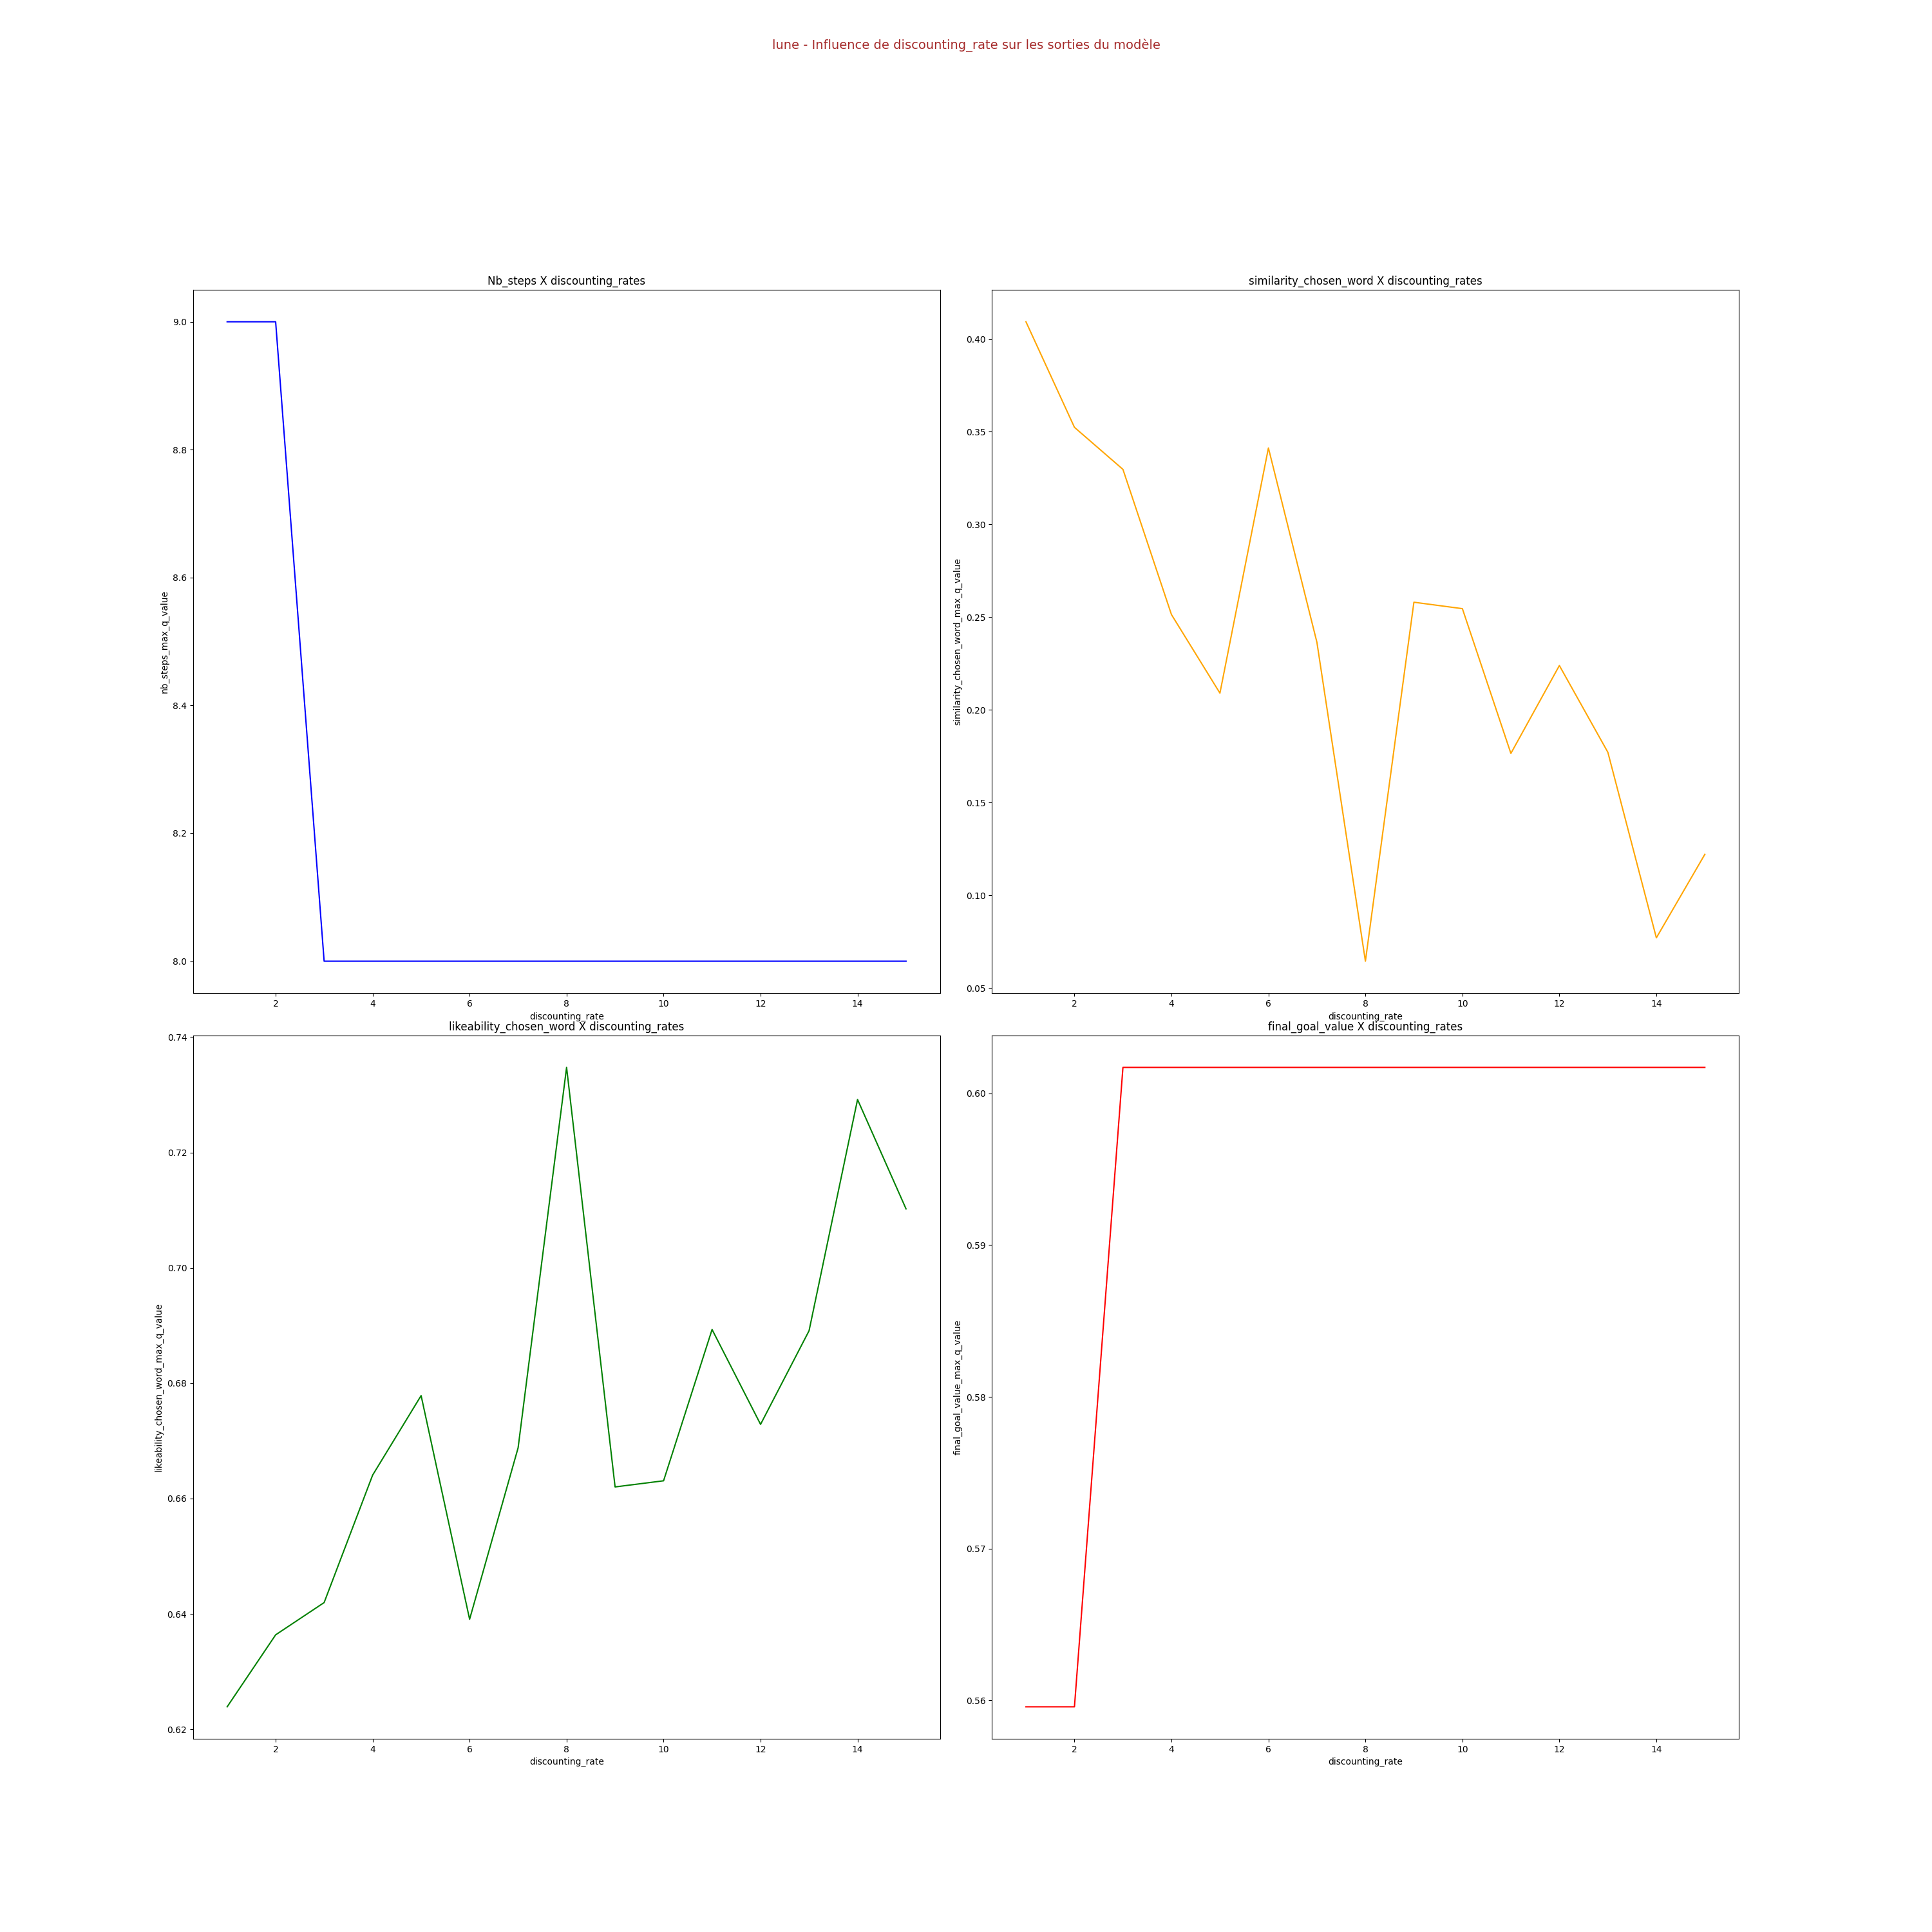 lune - Influence de discounting_rate sur les sorties du modèle
Nb_steps X discounting_rates
nb_steps_max_q_value
9.0
8.8
8.6
8.4
8.2
8.0
2 4 6 8 10 12 14
discounting_rate
similarity_chosen_word X discounting_rates
similarity_chosen_word_max_q_value
0.40
0.35
0.30
0.25
0.20
0.15
0.10
0.05
2 4 6 8 10 12 14
discounting_rate
likeability_chosen_word X discounting_rates
likeability_chosen_word_max_q_value
0.74
0.72
0.70
0.68
0.66
0.64
0.62
2 4 6 8 10 12 14
discounting_rate
final_goal_value X discounting_rates
final_goal_value_max_q_value
0.60
0.59
0.58
0.57
0.56
2 4 6 8 10 12 14
discounting_rate